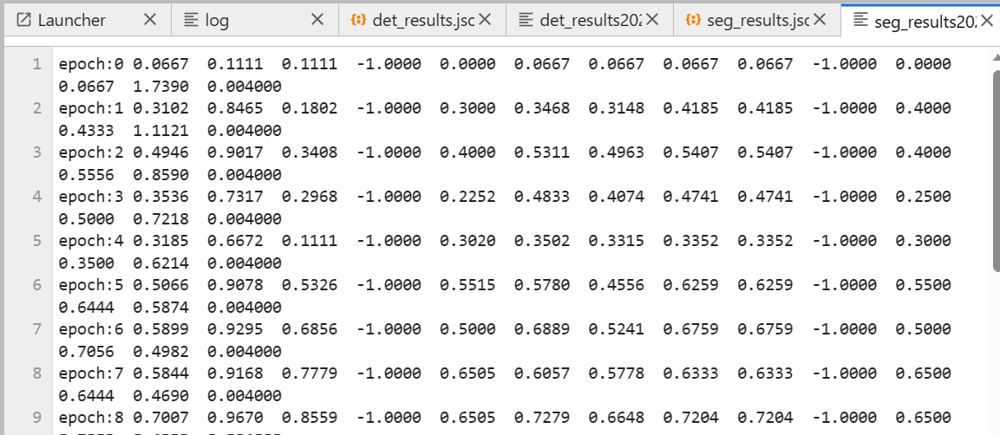 Launcher
log
det_results.jsc
det_results202
seg_results.jsc
seg_results202
1 epoch:0 0.0667 0.1111 0.1111 -1.0000 0.0000 0.0667 0.0667 0.0667 0.0667 -1.0000 0.0000
0.0667 1.7390 0.004000
2 epoch:1 0.3102 0.8465 0.1802 -1.0000 0.3000 0.3468 0.3148 0.4185 0.4185 -1.0000 0.4000
0.4333 1.1121 0.004000
3 epoch:2 0.4946 0.9017 0.3408 -1.0000 0.4000 0.5311 0.4963 0.5407 0.5407 -1.0000 0.4000
0.5556 0.8590 0.004000
4 epoch:3 0.3536 0.7317 0.2968 -1.0000 0.2252 0.4833 0.4074 0.4741 0.4741 -1.0000 0.2500
0.5000 0.7218 0.004000
5 epoch:4 0.3185 0.6672 0.1111 -1.0000 0.3020 0.3502 0.3315 0.3352 0.3352 -1.0000 0.3000
0.3500 0.6214 0.004000
6 epoch:5 0.5066 0.9078 0.5326 -1.0000 0.5515 0.5780 0.4556 0.6259 0.6259 -1.0000 0.5500
0.6444 0.5874 0.004000
7 epoch:6 0.5899 0.9295 0.6856 -1.0000 0.5000 0.6889 0.5241 0.6759 0.6759 -1.0000 0.5000
0.7056 0.4982 0.004000
8 epoch:7 0.5844 0.9168 0.7779 -1.0000 0.6505 0.6057 0.5778 0.6333 0.6333 -1.0000 0.6500
0.6444 0.4690 0.004000
9 epoch:8 0.7007 0.9670 0.8559 -1.0000 0.6505 0.7279 0.6648 0.7204 0.7204 -1.0000 0.6500